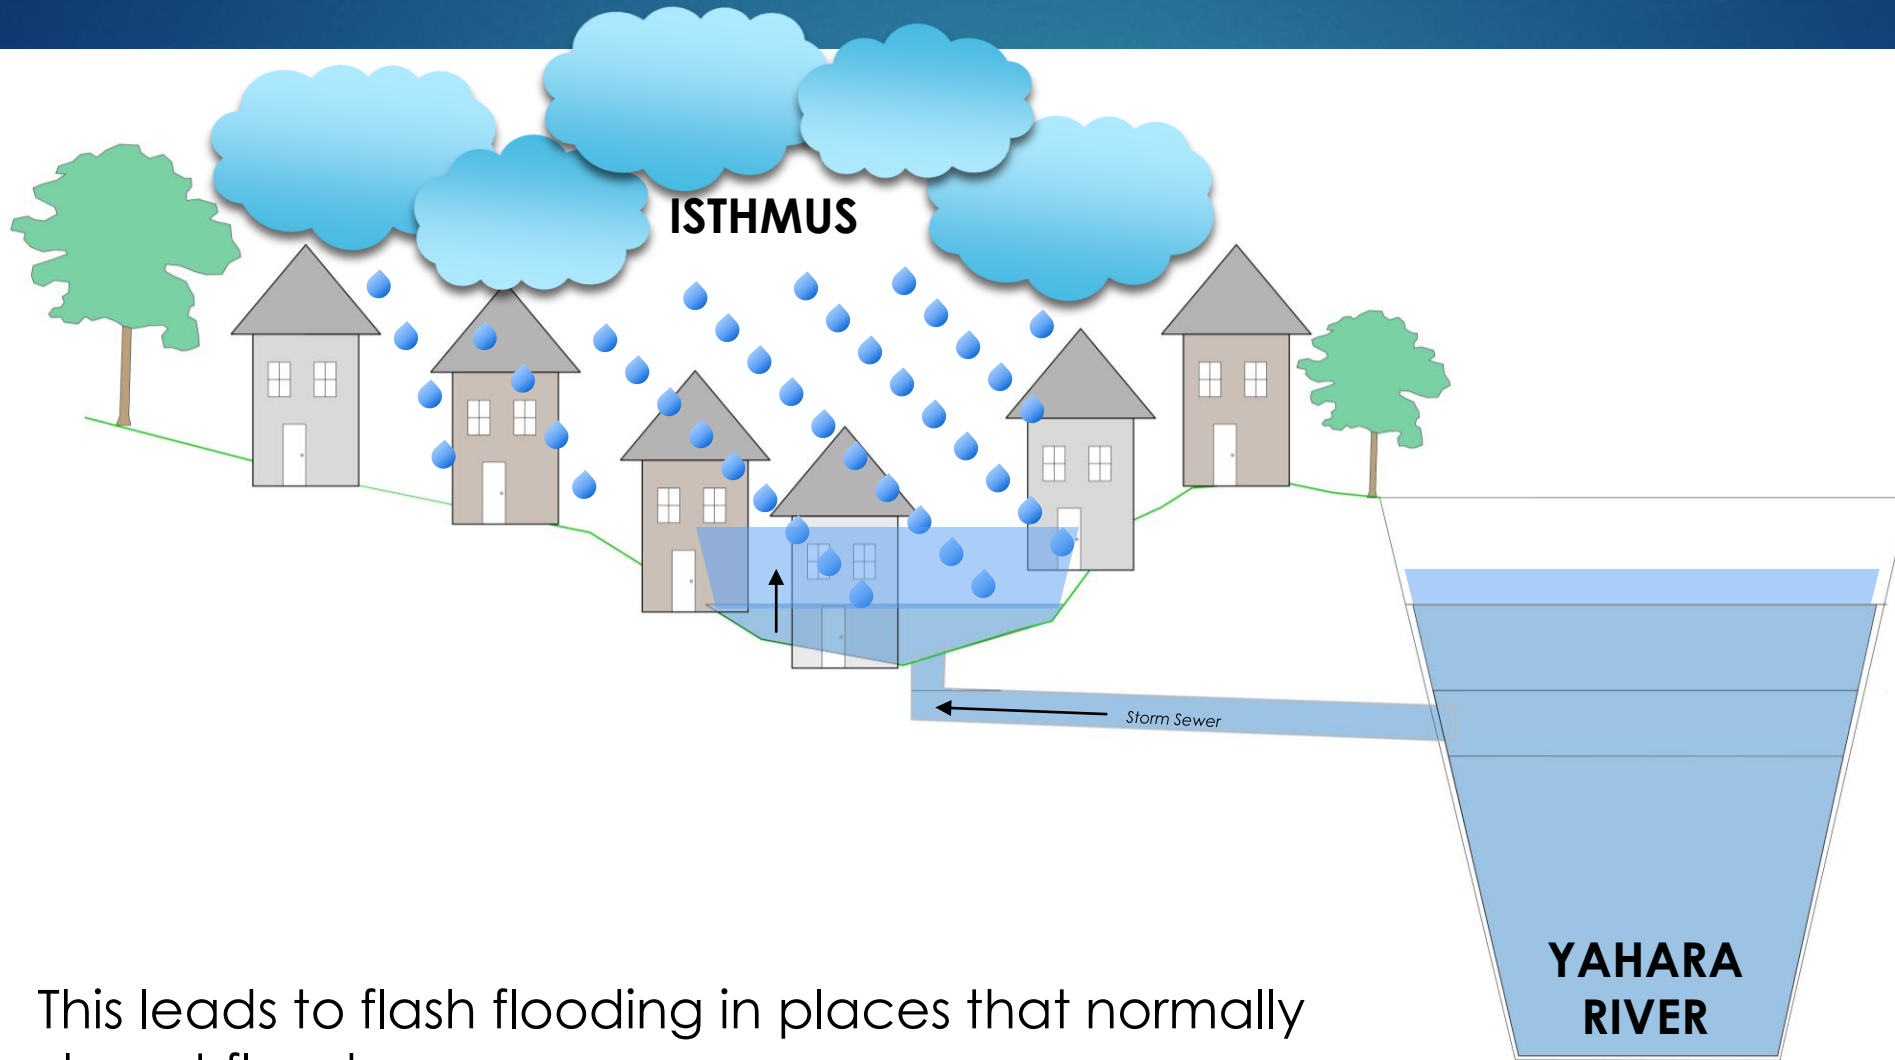 ISTHMUS
Storm Sewer
YAHARA
RIVER
This leads to flash flooding in places that normally